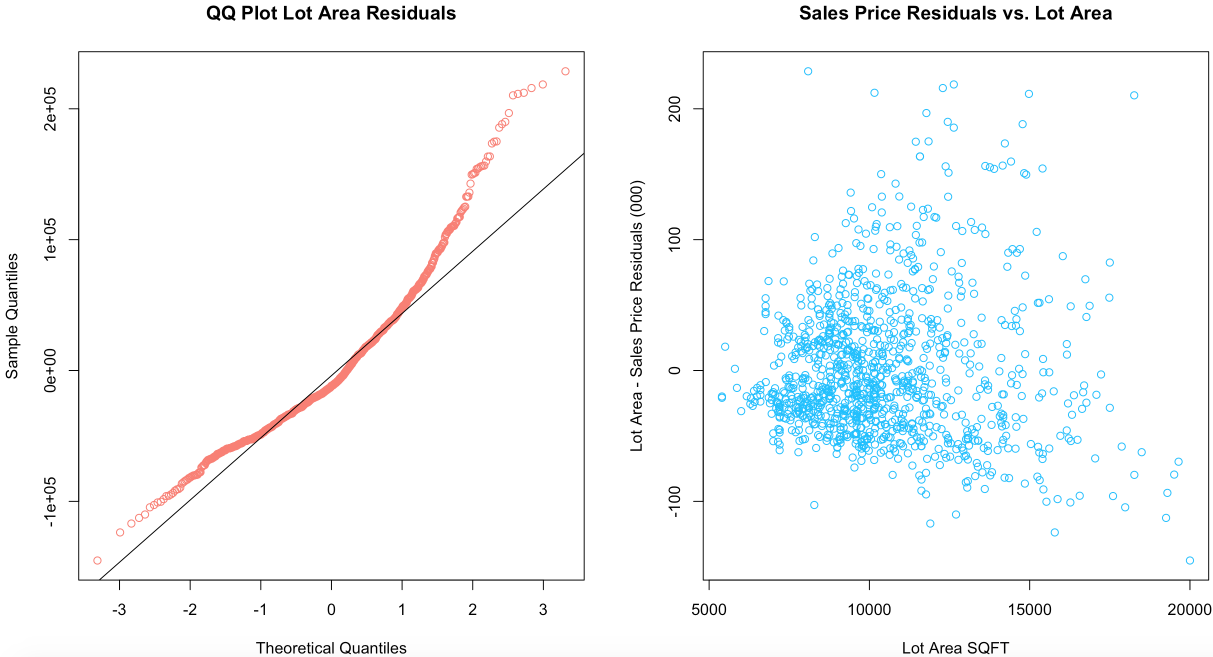 QQ Plot Lot Area Residuals
Sample Quantiles
2e+05
1e+05
0e+00
-1e+05
-3 -2 -1 0 1 2 3
Theoretical Quantiles
Sales Price Residuals vs. Lot Area
Lot Area - Sales Price Residuals (000)
200
100
0
-100
5000 10000 15000 20000
Lot Area SQFT